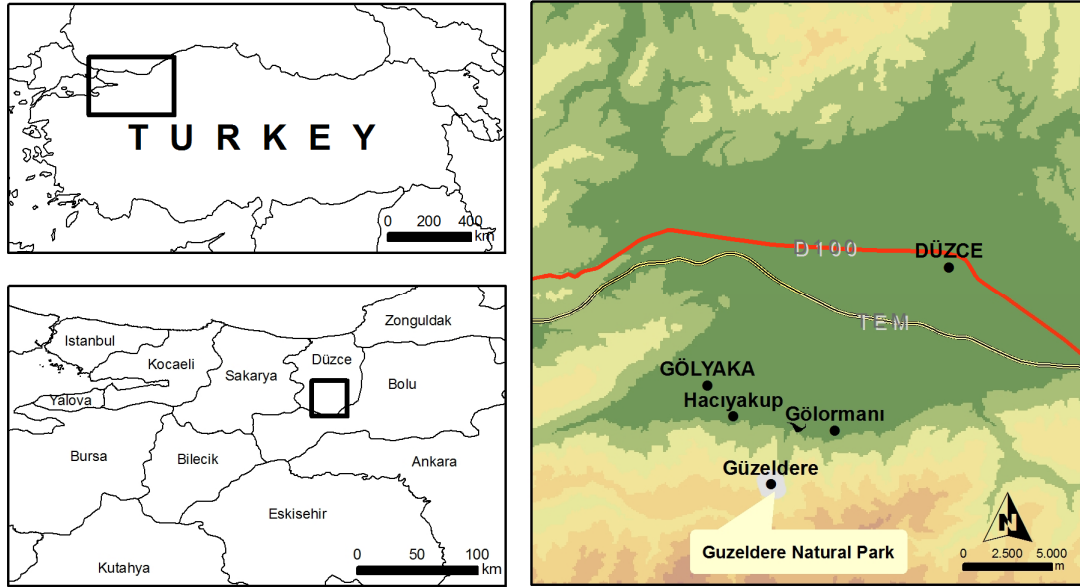 TURKEY
0 200 400
km
Zonguldak
Istanbul
Düzce
Kocaeli
Sakarya
Bolu
Yalova
Bursa
Bilecik
Ankara
Eskisehir
0 50 100
km
Kutahya
D100
DÜZCE
TEM
GÖLYAKA
Hacıyakup
Gölormanı
Güzeldere
Guzeldere Natural Park
N
0 2.500 5.000
m